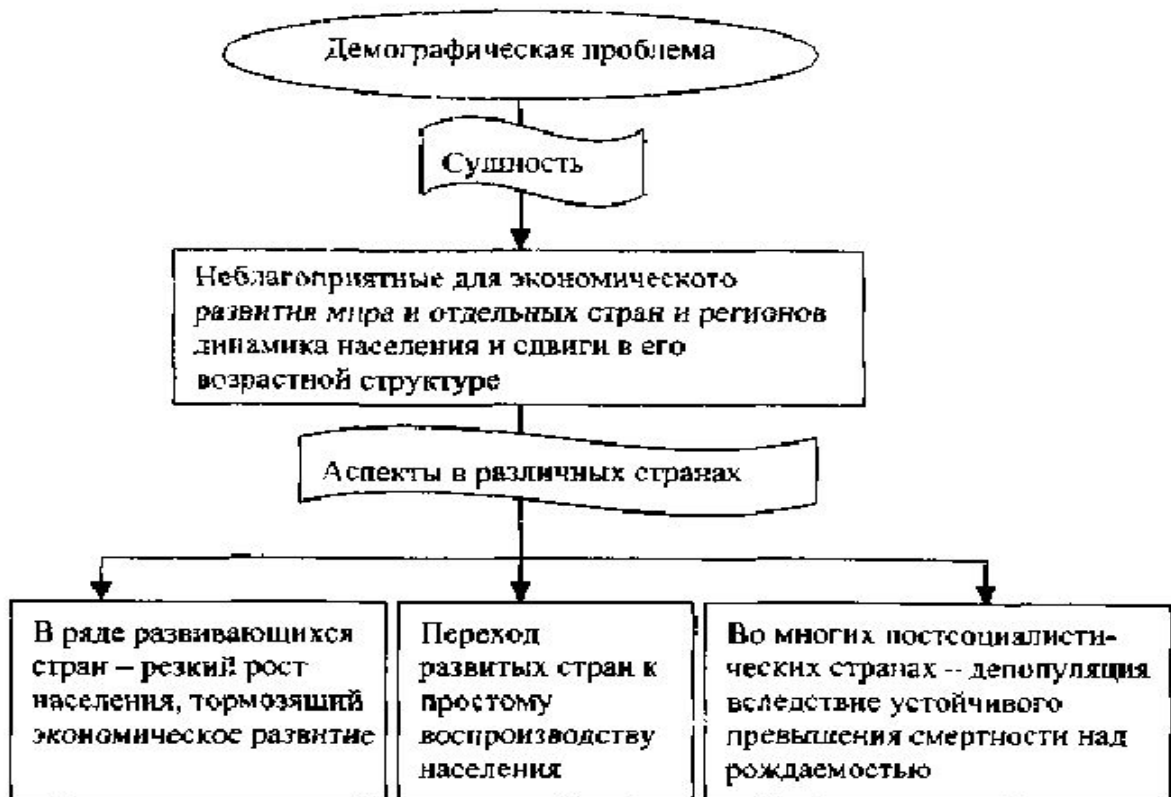 Демографическая проблема
Сущность
Неблагоприятные для экономического
развития мира и отдельных стран и регионов
динамика населения и сдвиги в его
возрастной структуре
Аспекты в различных странах
В ряде развивающихся
стран – резкий рост
населения, тормозящий
экономическое развитие
Переход
развитых стран к
простому
воспроизводству
населения
Во многих постсоциалисти-
ческих странах -- депопуляция
вследствие устойчивого
превышения смертности над
рождаемостью